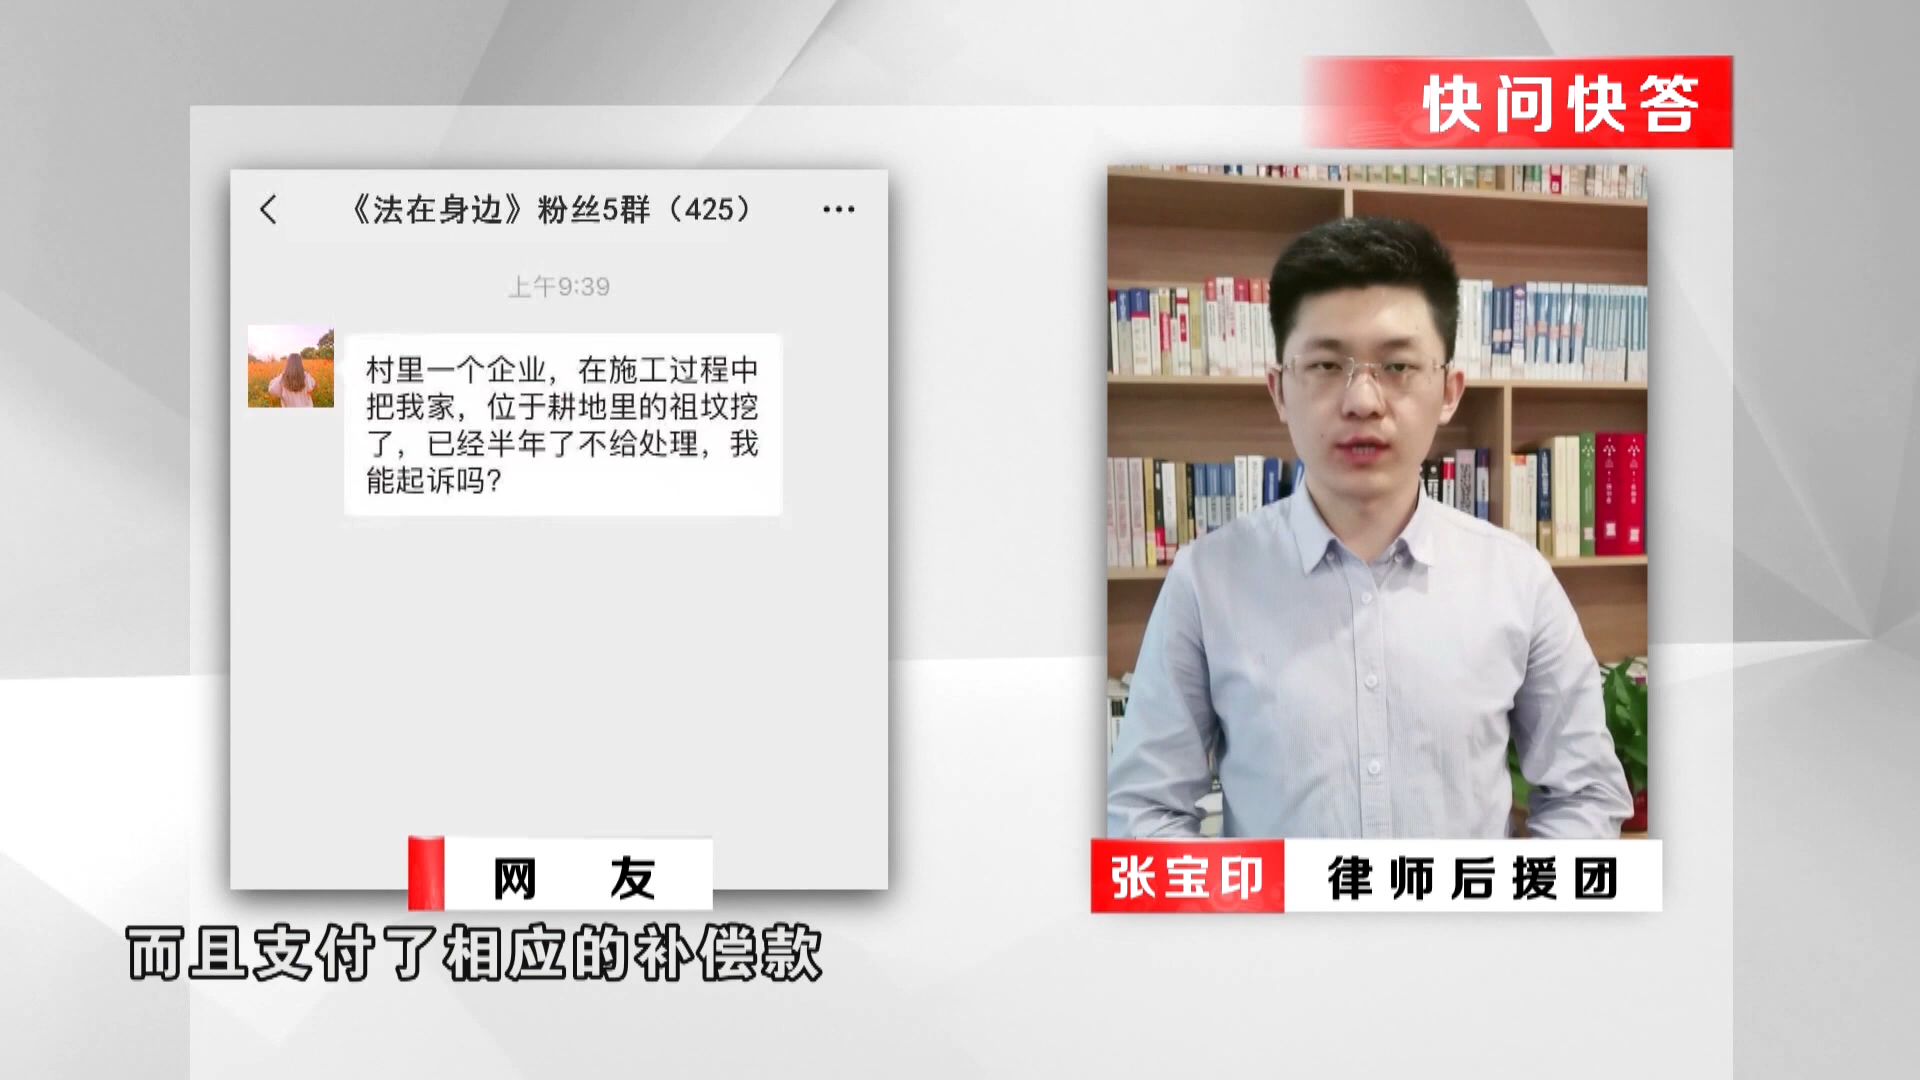 快问快答
《法在身边》粉丝5群（425）
上午9:39
村里一个企业，在施工过程中
把我家，位于耕地里的祖坟挖
了，已经半年了不给处理，我
能起诉吗？
网 友
张宝印 律师后援团
而且支付了相应的补偿款